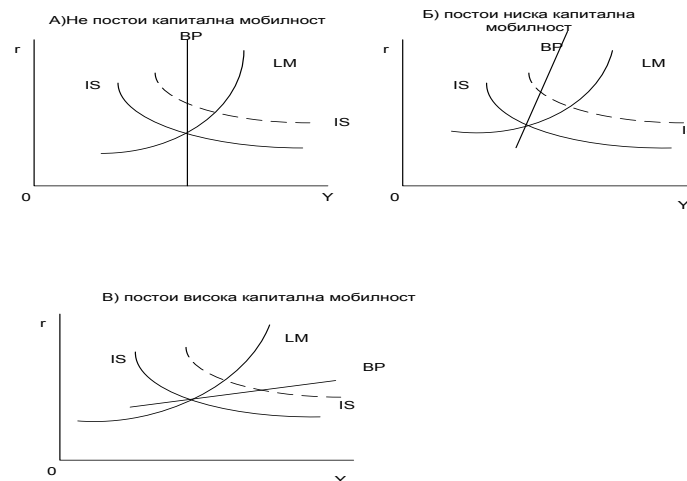 А)Не постои капитална мобилност
BP
r
LM
IS
IS
0
Y
Б) постои ниска капитална
мобилност
BP
r
LM
IS
I
0
Y
В) постои висока капитална мобилност
r
LM
IS
BP
IS
0
Y